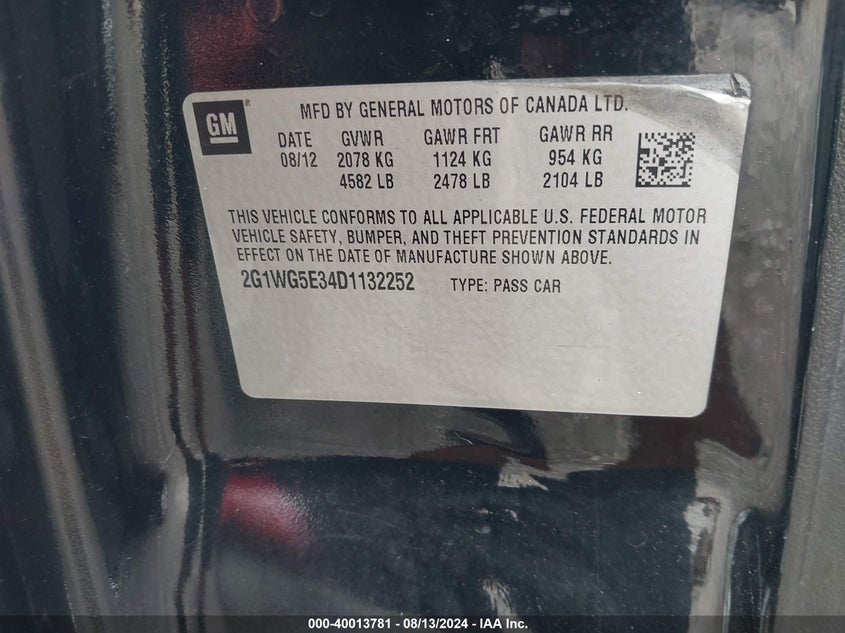 GM ® MFD BY GENERAL MOTORS OF CANADA LTD.
DATE GVWR GAWR FRT GAWR RR
08/12 2078 KG 1124 KG 954 KG
4582 LB 2478 LB 2104 LB
THIS VEHICLE CONFORMS TO ALL APPLICABLE U.S. FEDERAL MOTOR
VEHICLE SAFETY, BUMPER, AND THEFT PREVENTION STANDARDS IN
EFFECT ON THE DATE OF MANUFACTURE SHOWN ABOVE.
2G1WG5E34D1132252 TYPE: PASS CAR
000-40013781 - 08/13/2024 - IAA Inc.